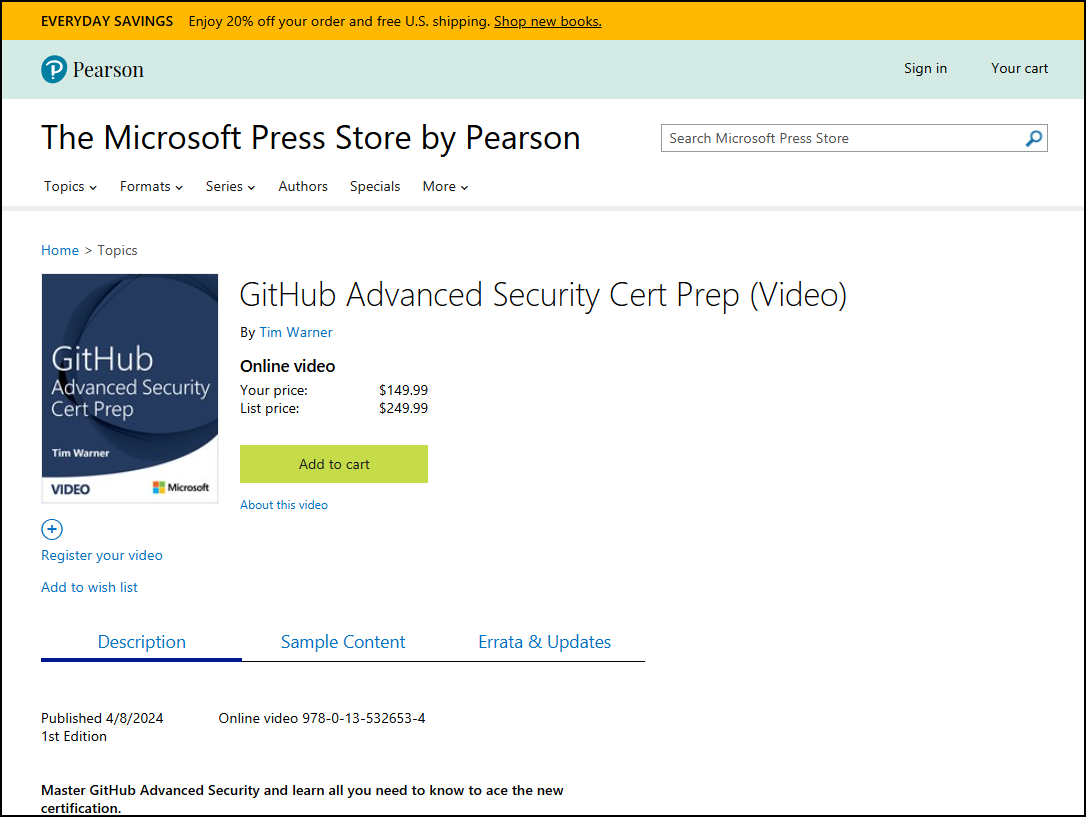 EVERYDAY SAVINGS Enjoy 20% off your order and free U.S. shipping. Shop new books.
Pearson
Sign in Your cart
The Microsoft Press Store by Pearson
Search Microsoft Press Store
Topics Formats Series Authors Specials More
Home > Topics
GitHub
Advanced Security
Cert Prep
Tim Warner
VIDEO Microsoft
GitHub Advanced Security Cert Prep (Video)
By Tim Warner
Online video
Your price: $149.99
List price: $249.99
Add to cart
About this video
Register your video
Add to wish list
Description Sample Content Errata & Updates
Published 4/8/2024 Online video 978-0-13-532653-4
1st Edition
Master GitHub Advanced Security and learn all you need to know to ace the new
certification.